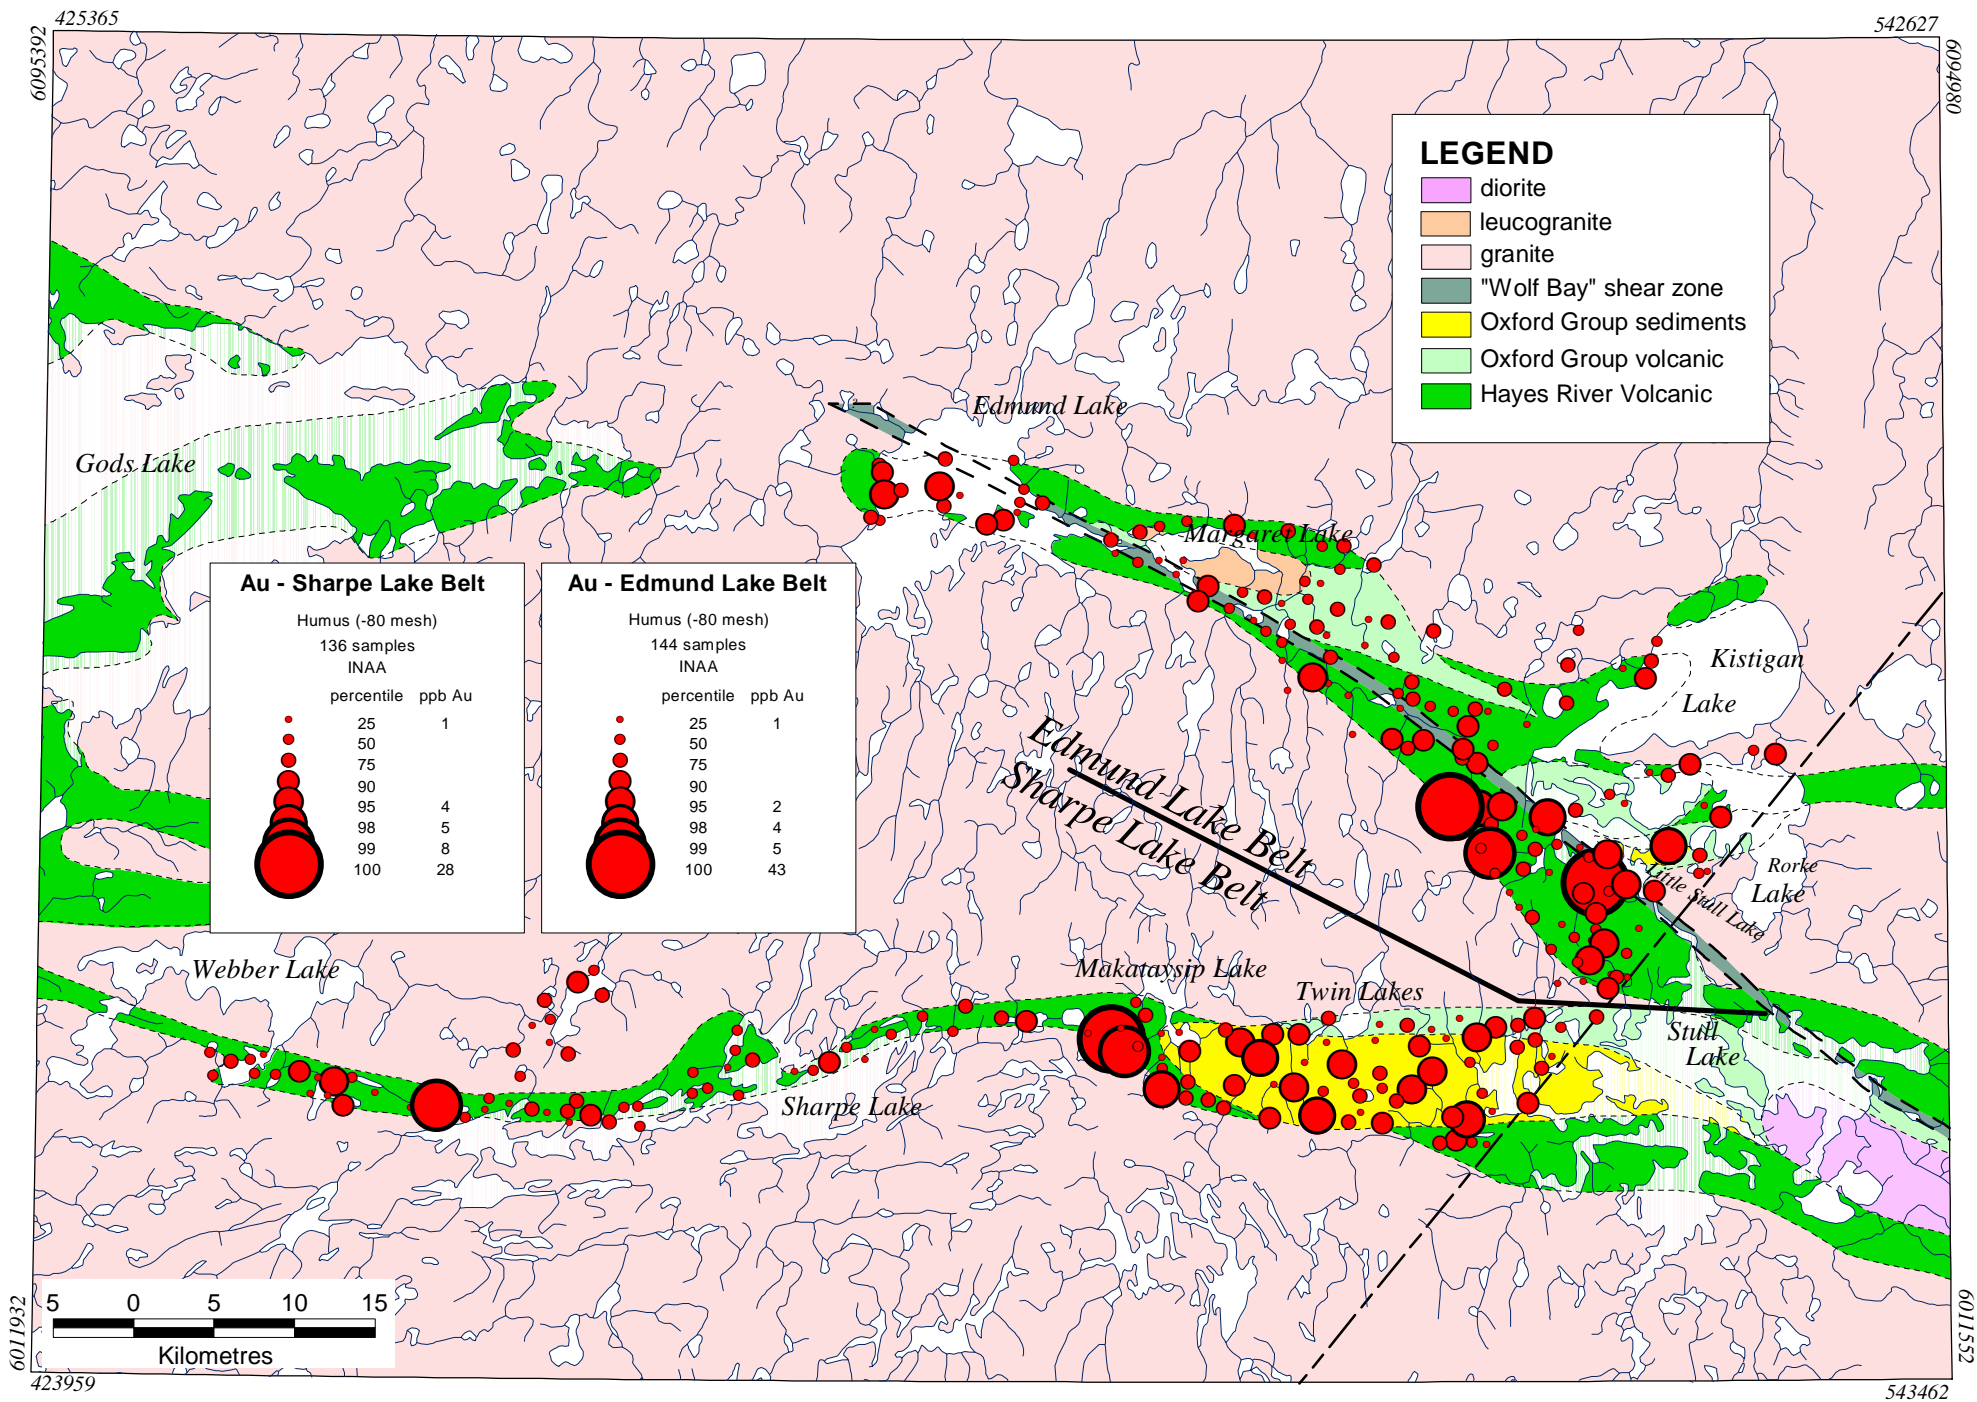 425365
542627
6095392
6094980
LEGEND
diorite
leucogranite
granite
"Wolf Bay" shear zone
Oxford Group sediments
Oxford Group volcanic
Hayes River Volcanic
Edmund Lake
Gods Lake
Margaret Lake
Au - Sharpe Lake Belt
Humus (-80 mesh)
136 samples
INAA
percentile ppb Au
25 1
50
75
90
95 4
98 5
99 8
100 28
Au - Edmund Lake Belt
Humus (-80 mesh)
144 samples
INAA
percentile ppb Au
25 1
50
75
90
95 2
98 4
99 5
100 43
Kistigan
Lake
Edmund Lake Belt
Sharpe Lake Belt
Rorke
Lake
Little Stull Lake
Webber Lake
Makataysip Lake
Twin Lakes
Stull
Lake
Sharpe Lake
5 0 5 10 15
Kilometres
6011932
6011552
423959
543462